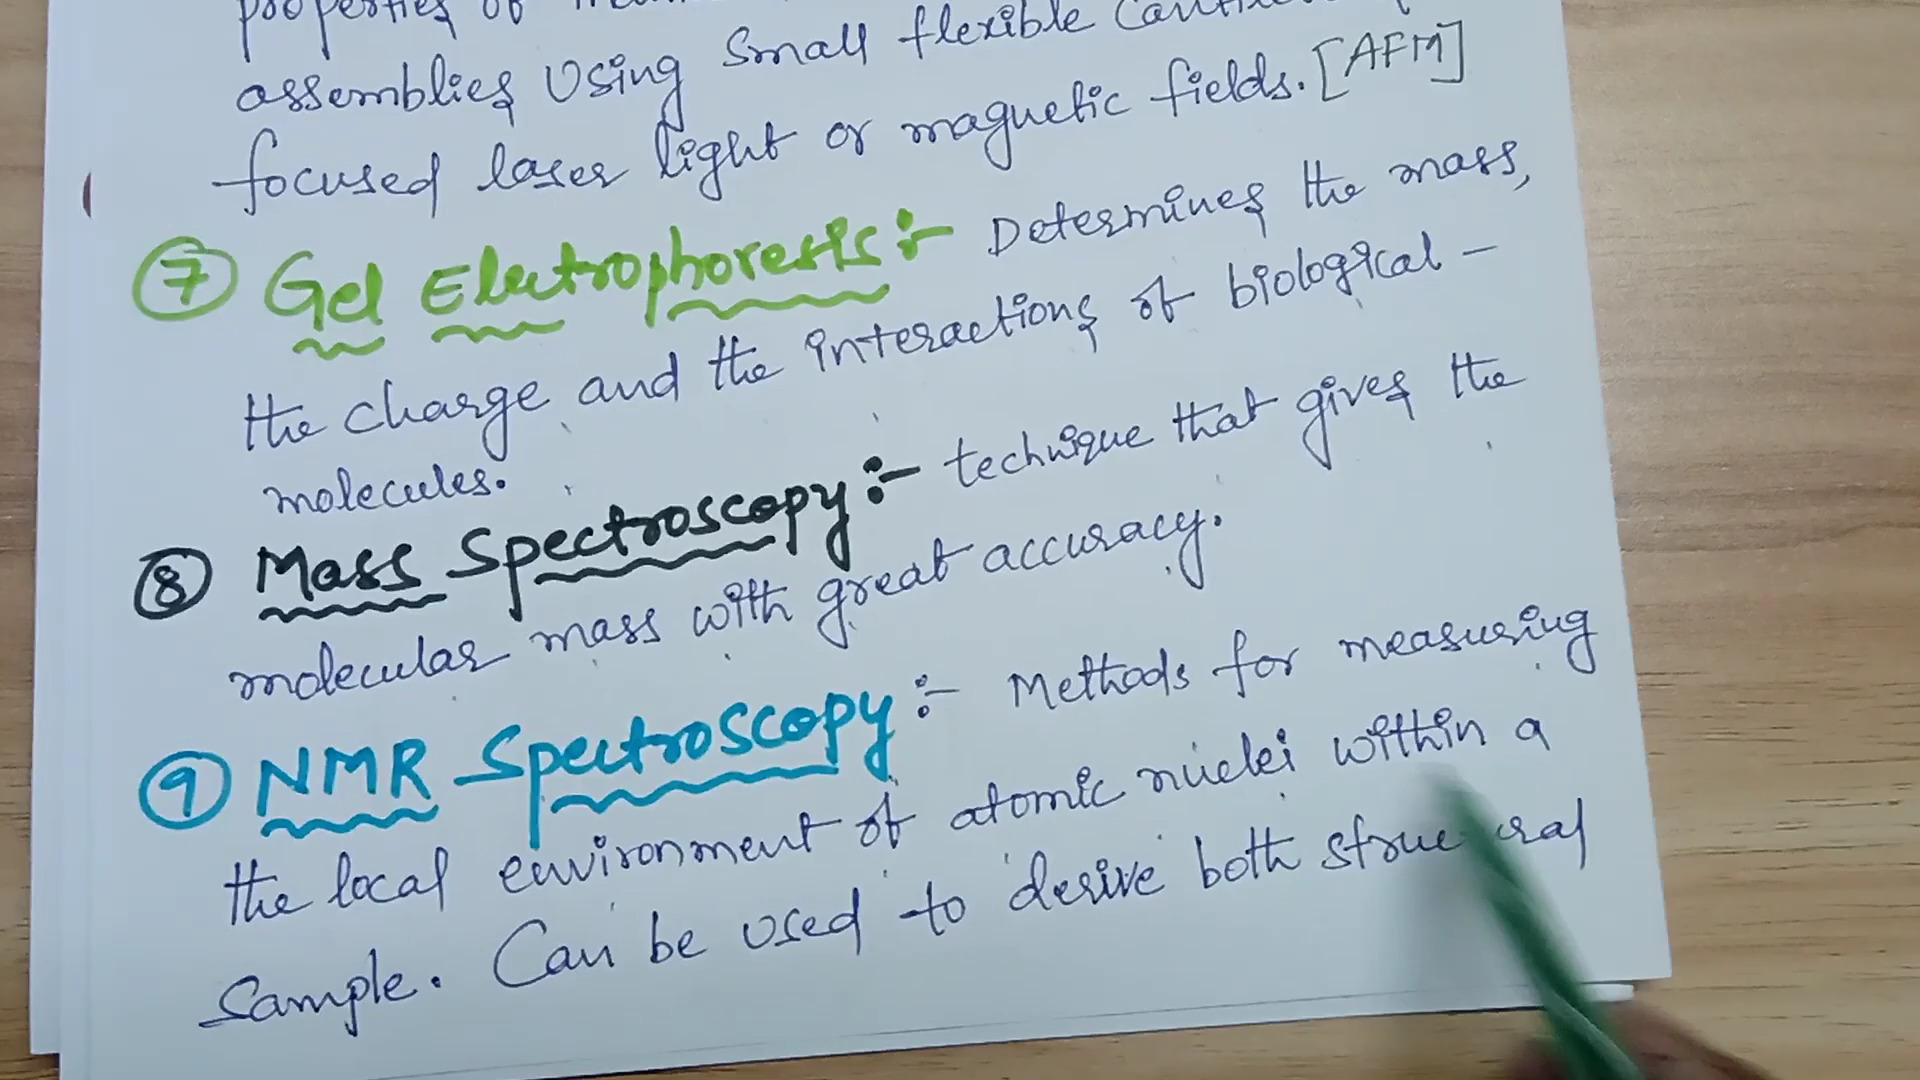 properties of
assemblies Using small flexible
focused laser light or magnetic fields. [AFM]
⑦ Gel Electrophoresis :- Determines the mass,
the charge and the interactions of biological -
molecules.
⑧ Mass Spectroscopy :- technique that gives the
molecular mass with great accuracy.
⑨ NMR Spectroscopy :- Methods for measuring
the local environment of atomic nuclei within a
sample. Can be used to derive both structural